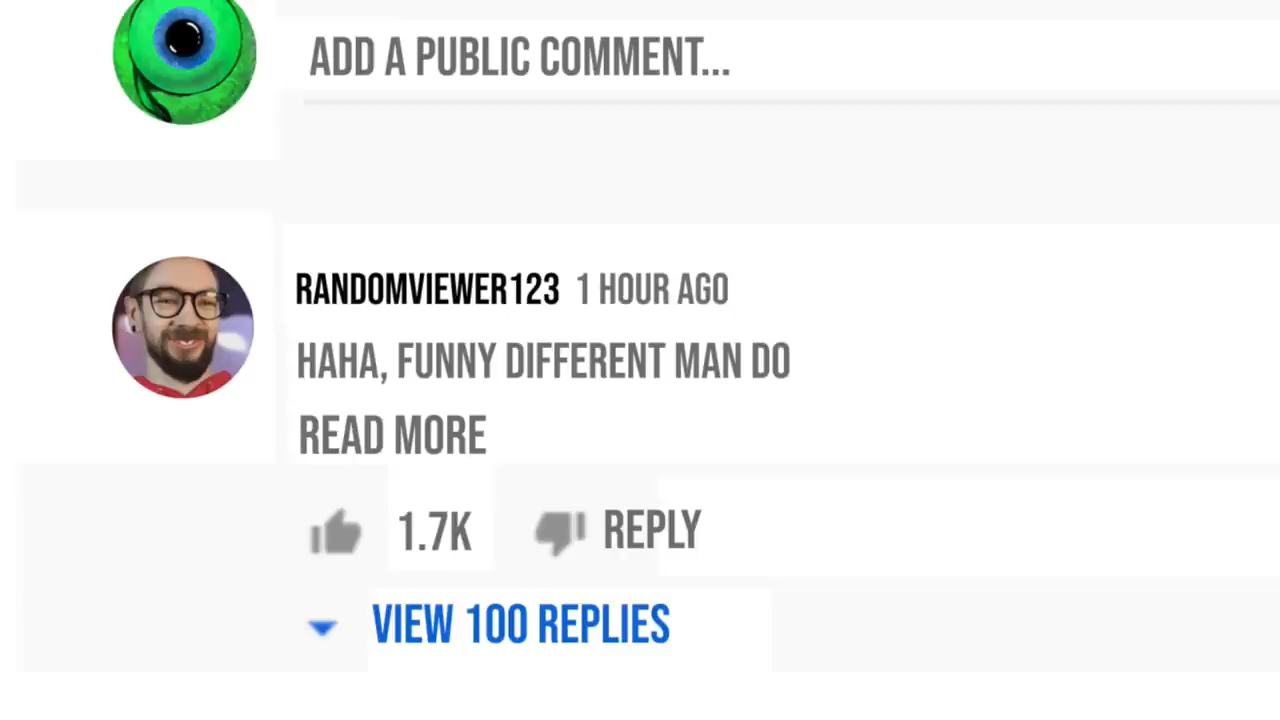 ADD A PUBLIC COMMENT...
RANDOMVIEWER123 1 HOUR AGO
HAHA, FUNNY DIFFERENT MAN DO
READ MORE
1.7K REPLY
VIEW 100 REPLIES